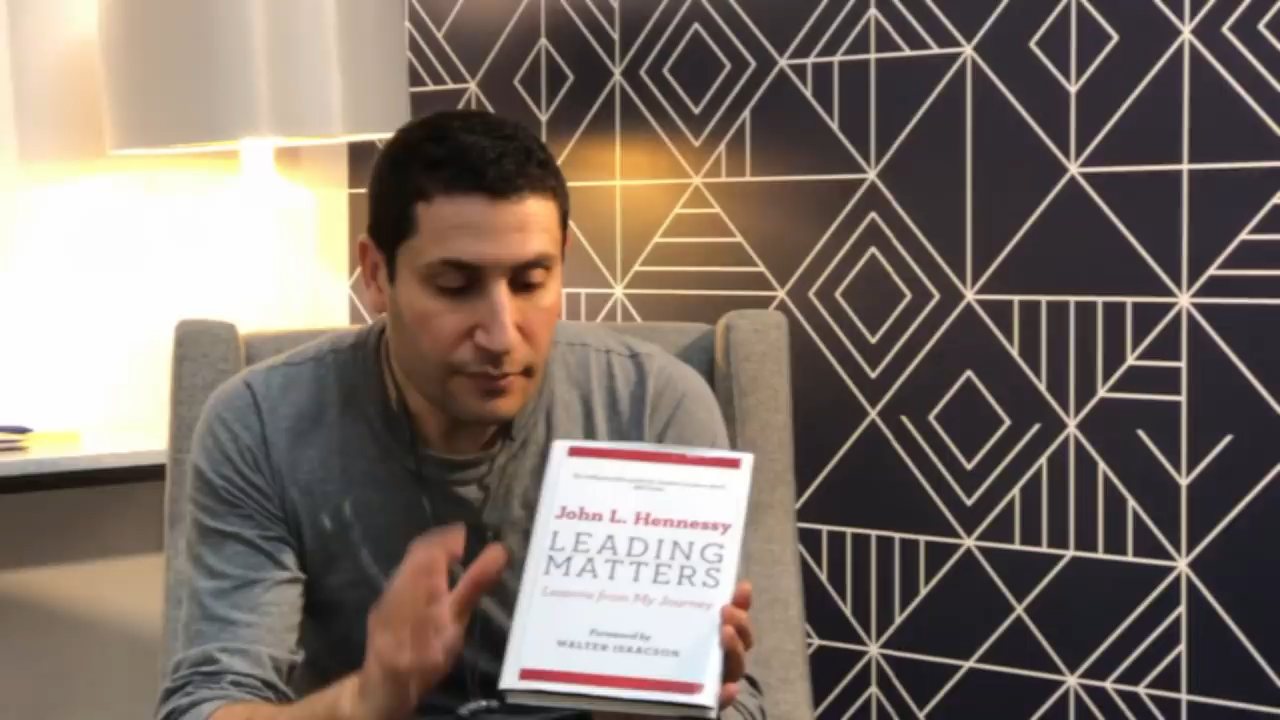 John L. Hennessy
LEADING
MATTERS
Lessons from My Journey
Foreword by
WALTER ISAACSON